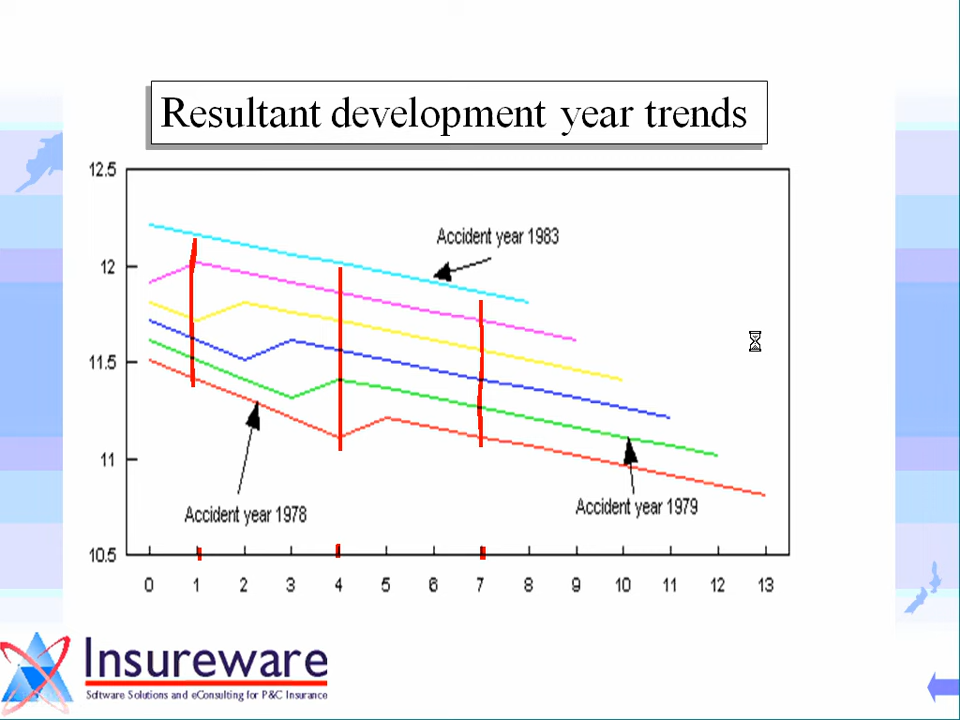 Resultant development year trends
12.5
Accident year 1983
12
11.5
11
Accident year 1978
Accident year 1979
10.5
0 1 2 3 4 5 6 7 8 9 10 11 12 13
Insureware
Software Solutions and eConsulting for P&C Insurance